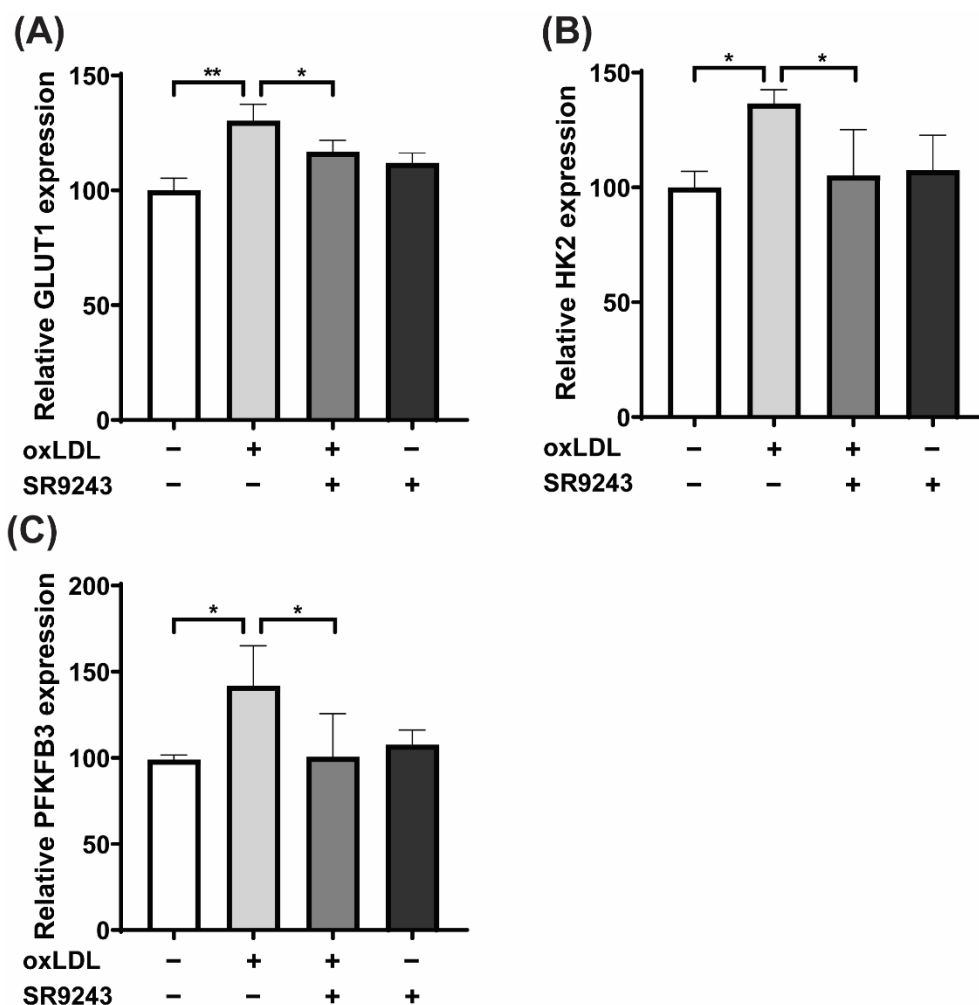 (A)
Relative GLUT1 expression
150
100
50
0
** *
oxLDL − + + −
SR9243 − − + +
(B)
Relative HK2 expression
150
100
50
0
* *
oxLDL − + + −
SR9243 − − + +
(C)
Relative PFKFB3 expression
200
150
100
50
0
* *
oxLDL − + + −
SR9243 − − + +